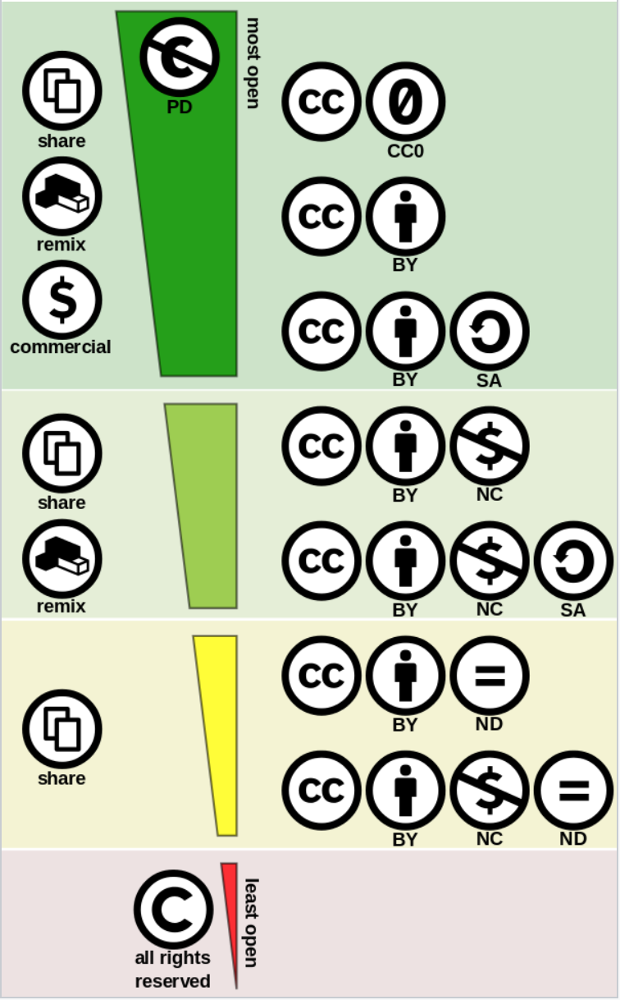 PD
most open
share
remix
commercial
cc 0
CC0
cc
BY
cc
BY SA
share
remix
cc $
BY NC
cc $
BY NC SA
share
cc =
BY ND
cc $ =
BY NC ND
C
all rights
reserved
least open